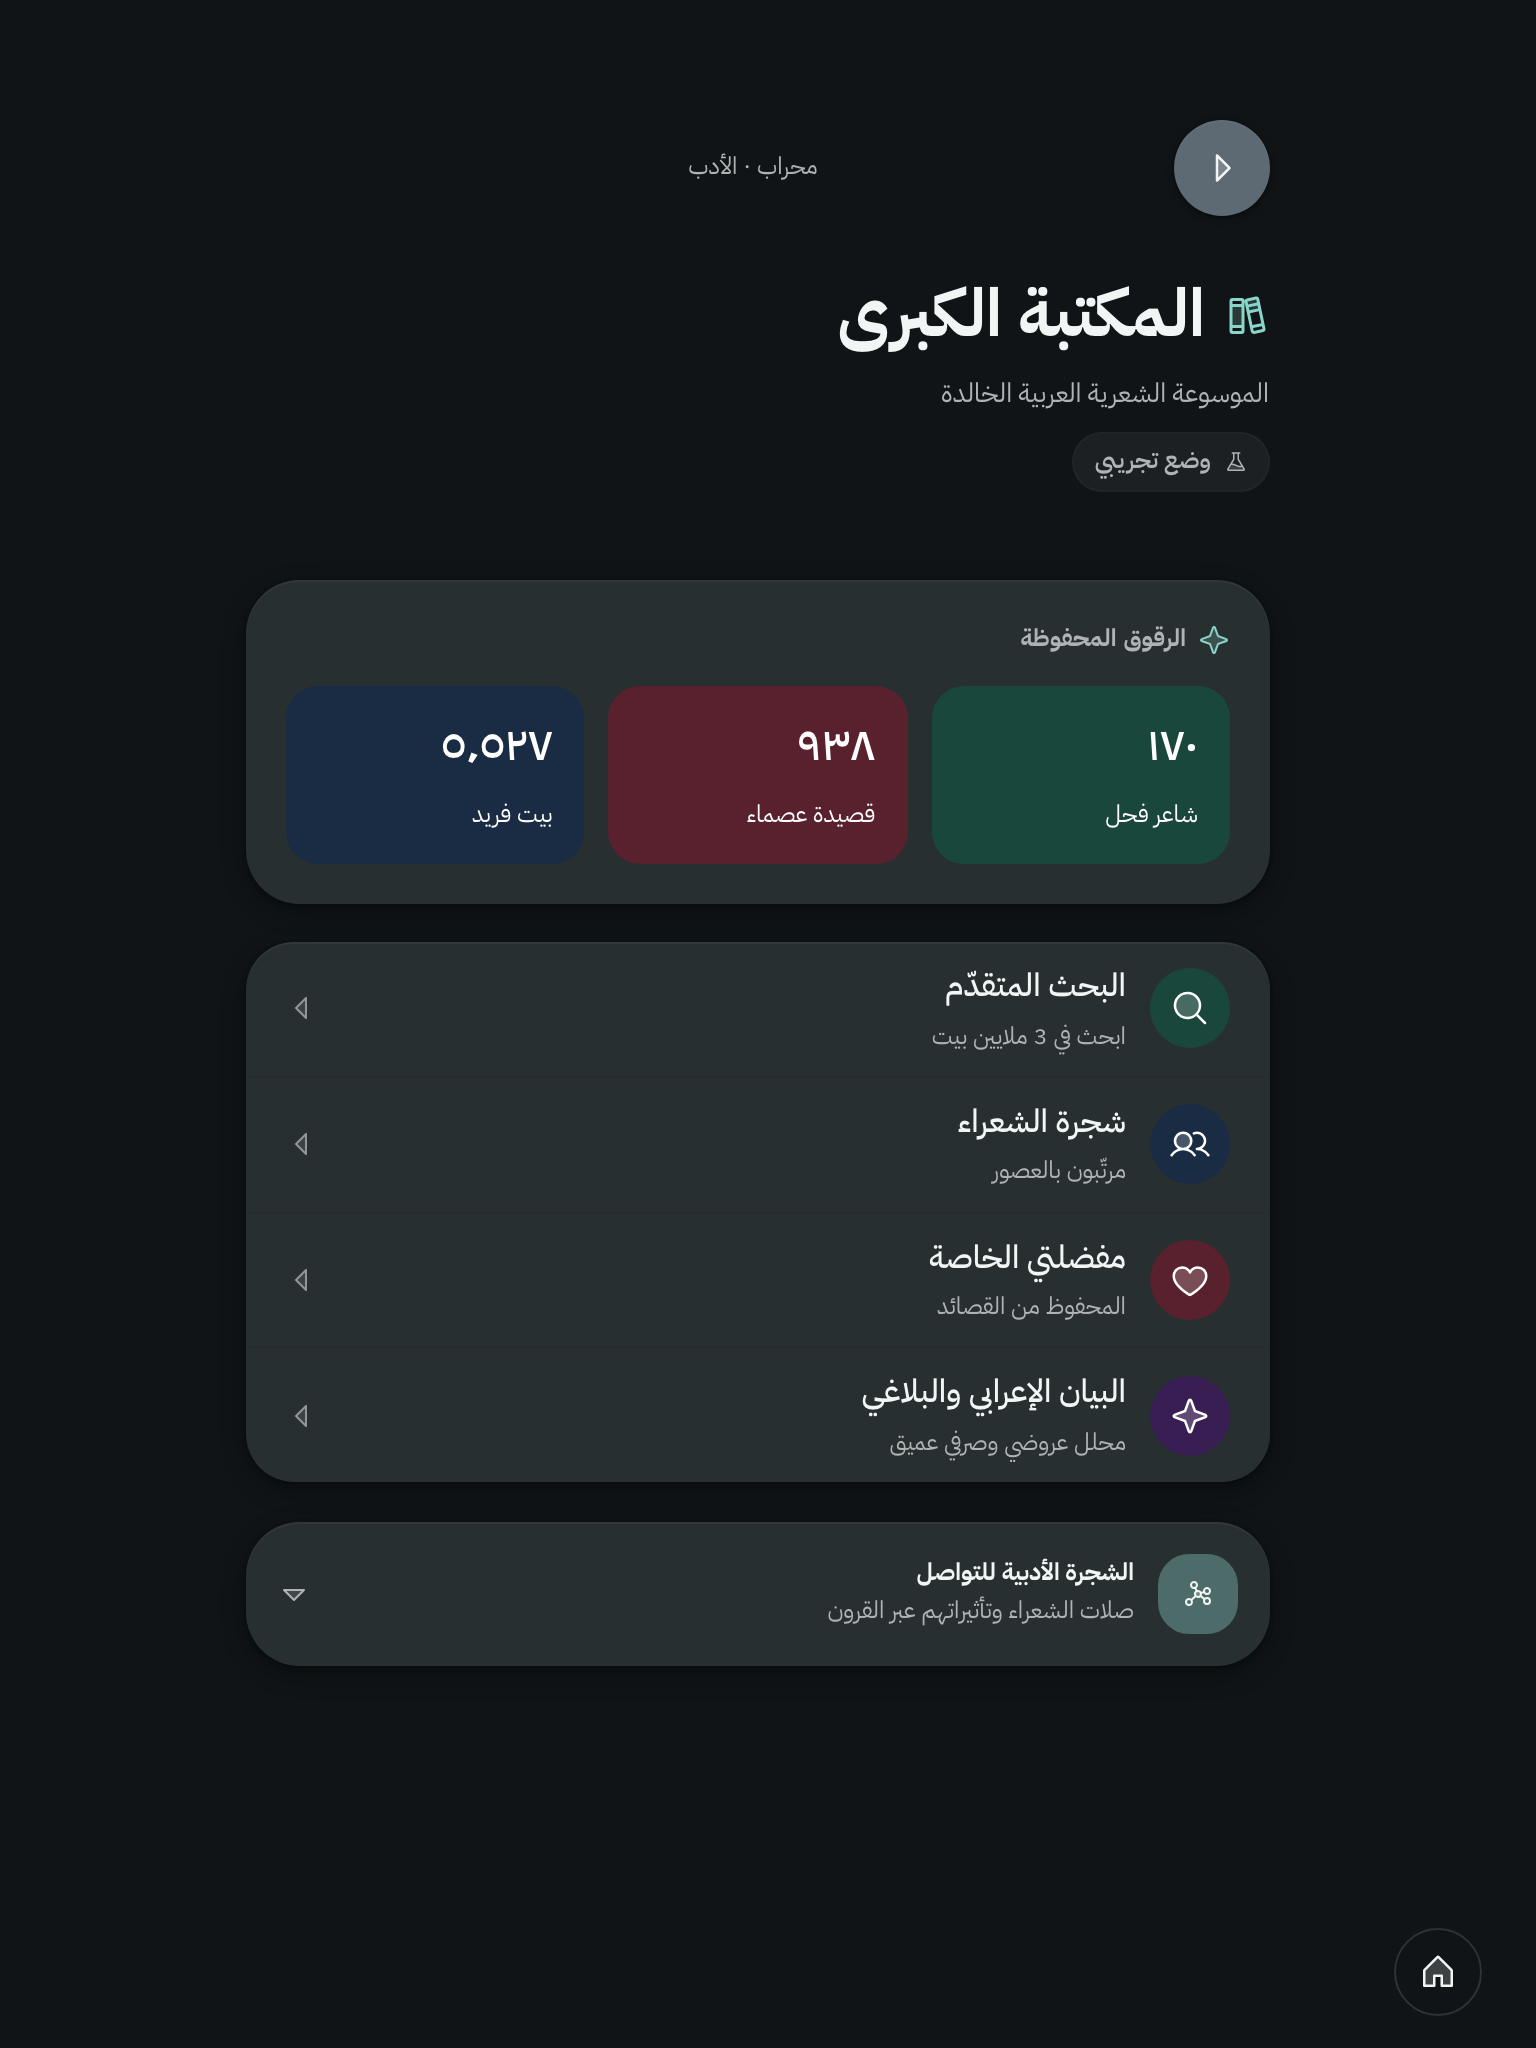 محراب · الأدب
المكتبة الكبرى
الموسوعة الشعرية العربية الخالدة
وضع تجريبي
الرقوق المحفوظة
١٧٠
شاعر فحل
٩٣٨
قصيدة عصماء
٥,٥٢٧
بيت فريد
البحث المتقدّم
ابحث في 3 ملايين بيت
شجرة الشعراء
مرتّبون بالعصور
مفضلتي الخاصة
المحفوظ من القصائد
البيان الإعرابي والبلاغي
محلل عروضي وصرفي عميق
الشجرة الأدبية للتواصل
صلات الشعراء وتأثيراتهم عبر القرون